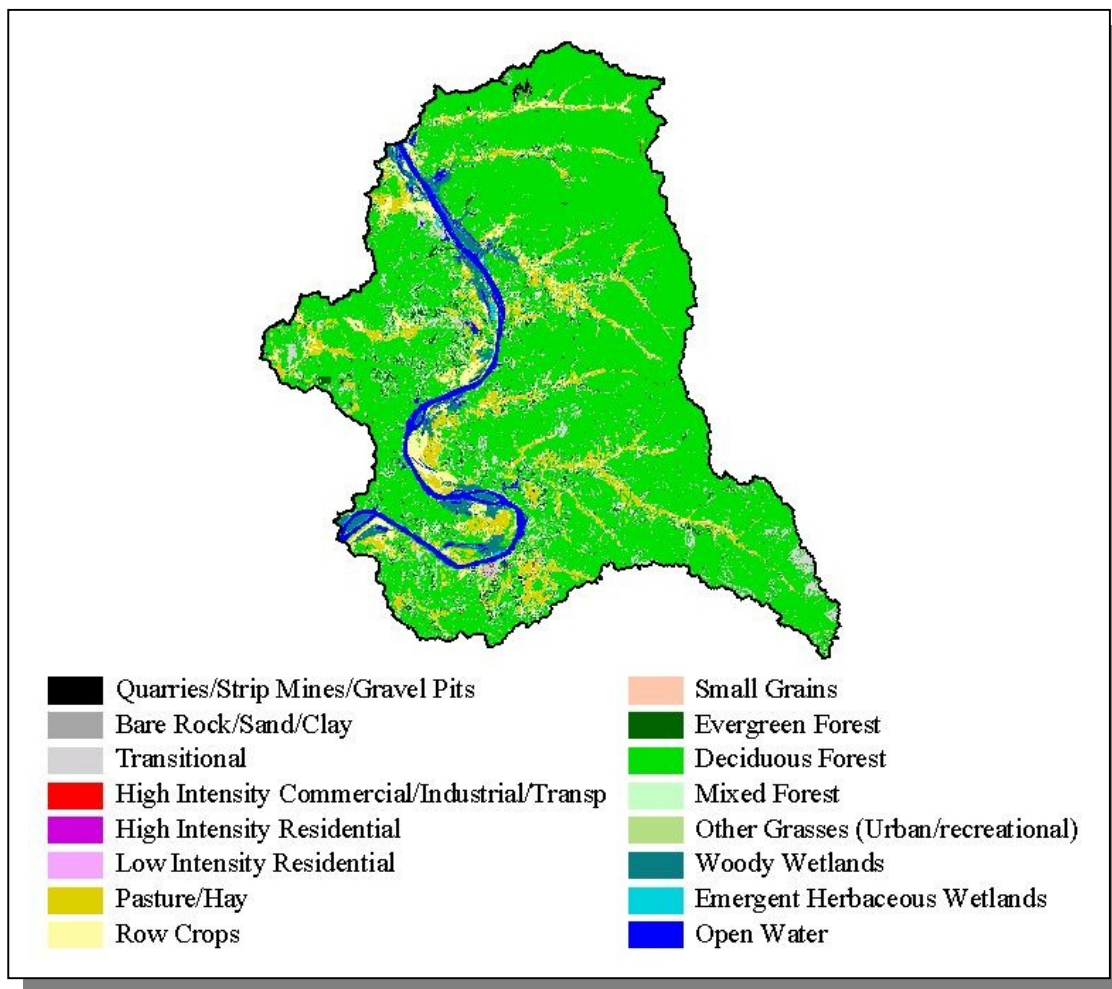 Quarries/Strip Mines/Gravel Pits
Bare Rock/Sand/Clay
Transitional
High Intensity Commercial/Industrial/Transp
High Intensity Residential
Low Intensity Residential
Pasture/Hay
Row Crops
Small Grains
Evergreen Forest
Deciduous Forest
Mixed Forest
Other Grasses (Urban/recreational)
Woody Wetlands
Emergent Herbaceous Wetlands
Open Water